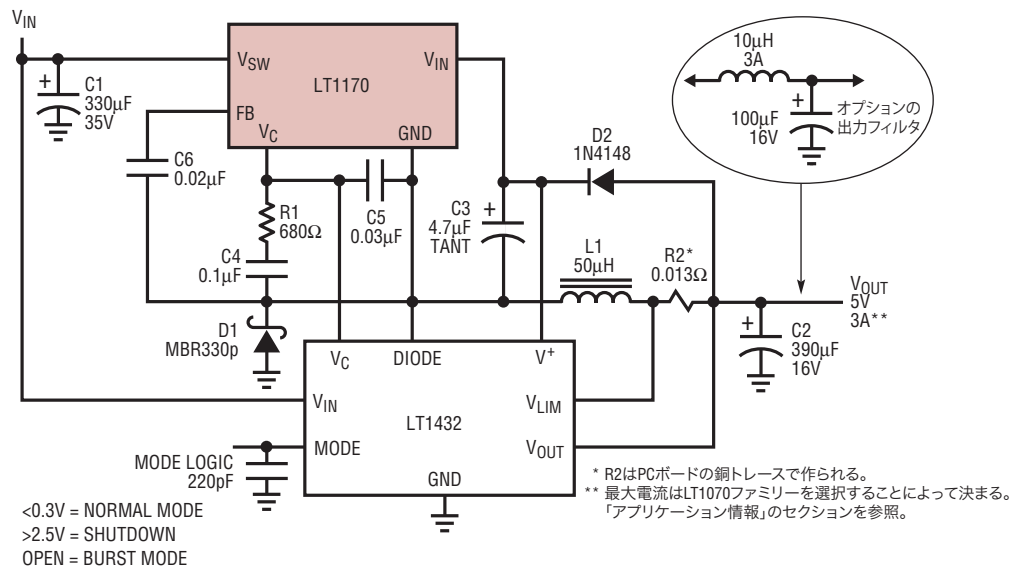 VIN
VSW
VIN
LT1170
FB
VC
GND
+
C1
330μF
35V
C6
0.02μF
R1
680Ω
C4
0.1μF
C5
0.03μF
C3
4.7μF
TANT
+
D2
1N4148
L1
50μH
R2*
0.013Ω
10μH
3A
+
100μF
16V
オプションの
出力フィルタ
VOUT
5V
3A**
+
C2
390μF
16V
D1
MBR330p
VC
DIODE
V+
VIN
VLIM
LT1432
MODE
VOUT
GND
MODE LOGIC
220pF
<0.3V = NORMAL MODE
>2.5V = SHUTDOWN
OPEN = BURST MODE
* R2はPCボードの銅トレースで作られる。
** 最大電流はLT1070ファミリーを選択することによって決まる。
「アプリケーション情報」のセクションを参照。